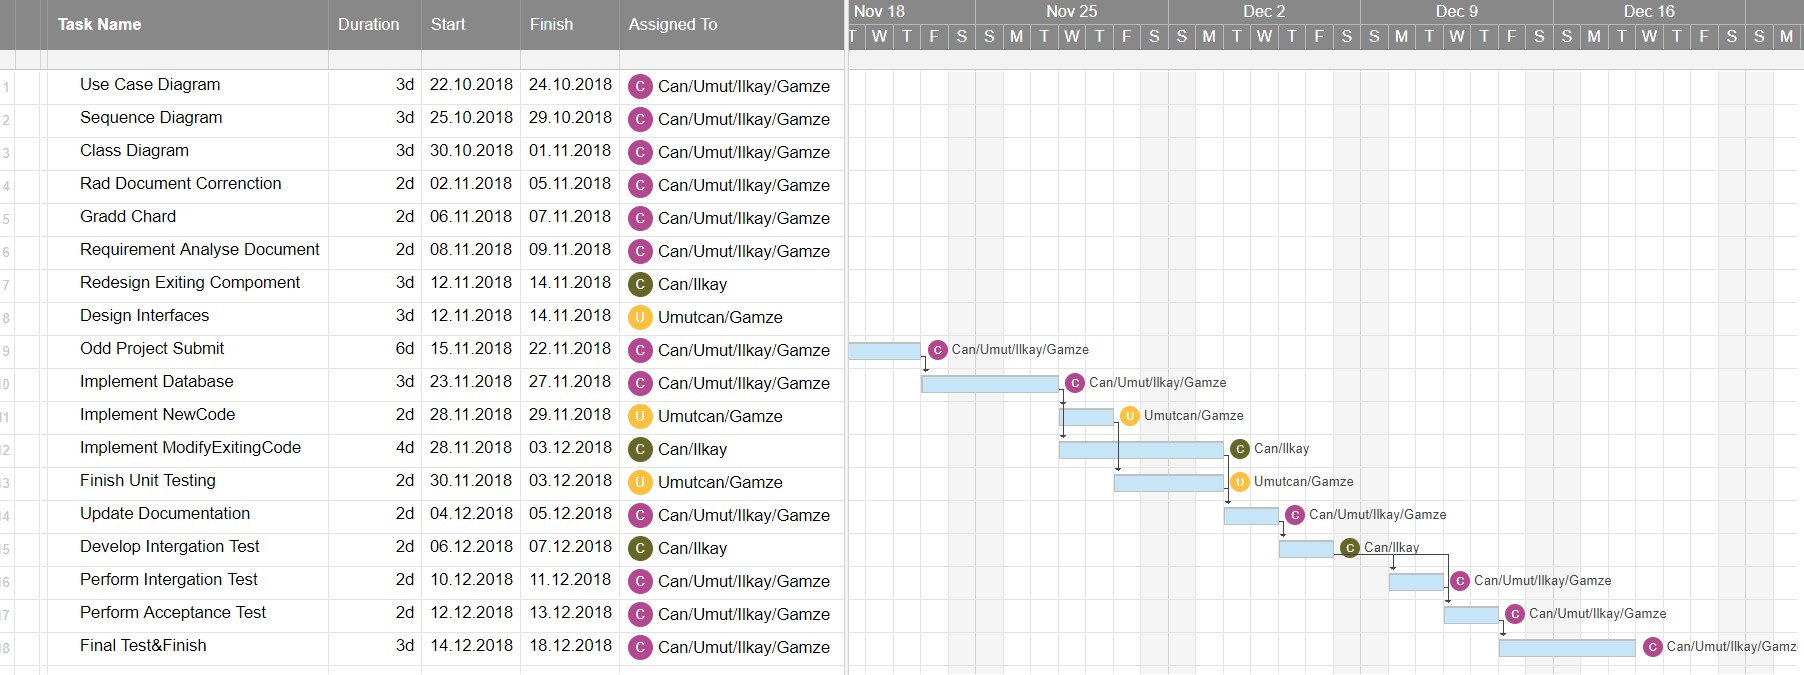 Task Name Duration Start Finish Assigned To Nov 18 Nov 25 Dec 2 Dec 9 Dec 16
T W T F S S M T W T F S S M T W T F S S M T W T F S S M T W T F S S M
1 Use Case Diagram 3d 22.10.2018 24.10.2018 C Can/Umut/Ilkay/Gamze
2 Sequence Diagram 3d 25.10.2018 29.10.2018 C Can/Umut/Ilkay/Gamze
3 Class Diagram 3d 30.10.2018 01.11.2018 C Can/Umut/Ilkay/Gamze
4 Rad Document Correnction 2d 02.11.2018 05.11.2018 C Can/Umut/Ilkay/Gamze
5 Gradd Chard 2d 06.11.2018 07.11.2018 C Can/Umut/Ilkay/Gamze
6 Requirement Analyse Document 2d 08.11.2018 09.11.2018 C Can/Umut/Ilkay/Gamze
7 Redesign Exiting Compoment 3d 12.11.2018 14.11.2018 C Can/Ilkay
8 Design Interfaces 3d 12.11.2018 14.11.2018 U Umutcan/Gamze
9 Odd Project Submit 6d 15.11.2018 22.11.2018 C Can/Umut/Ilkay/Gamze C Can/Umut/Ilkay/Gamze
10 Implement Database 3d 23.11.2018 27.11.2018 C Can/Umut/Ilkay/Gamze C Can/Umut/Ilkay/Gamze
11 Implement NewCode 2d 28.11.2018 29.11.2018 U Umutcan/Gamze U Umutcan/Gamze
12 Implement ModifyExitingCode 4d 28.11.2018 03.12.2018 C Can/Ilkay C Can/Ilkay
13 Finish Unit Testing 2d 30.11.2018 03.12.2018 U Umutcan/Gamze U Umutcan/Gamze
14 Update Documentation 2d 04.12.2018 05.12.2018 C Can/Umut/Ilkay/Gamze C Can/Umut/Ilkay/Gamze
15 Develop Intergation Test 2d 06.12.2018 07.12.2018 C Can/Ilkay C Can/Ilkay
16 Perform Intergation Test 2d 10.12.2018 11.12.2018 C Can/Umut/Ilkay/Gamze C Can/Umut/Ilkay/Gamze
17 Perform Acceptance Test 2d 12.12.2018 13.12.2018 C Can/Umut/Ilkay/Gamze C Can/Umut/Ilkay/Gamze
18 Final Test&Finish 3d 14.12.2018 18.12.2018 C Can/Umut/Ilkay/Gamze C Can/Umut/Ilkay/Gamz